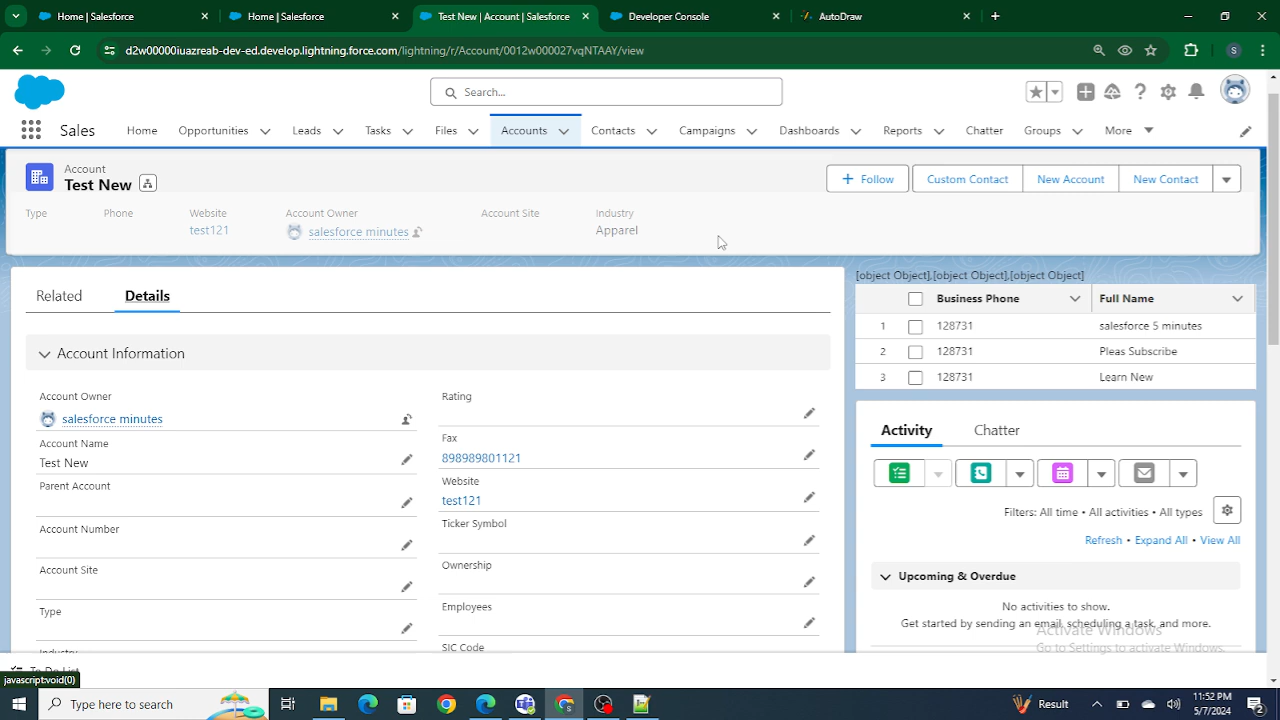 Home | Salesforce
Home | Salesforce
Test New | Account | Salesforce
Developer Console
AutoDraw
d2w00000iuazreab-dev-ed.develop.lightning.force.com/lightning/r/Account/0012w000027vqNTAAY/view
S
Search...
Sales
Home Opportunities Leads Tasks Files Accounts Contacts Campaigns Dashboards Reports Chatter Groups More
Account
Test New
Follow Custom Contact New Account New Contact
Type Phone Website Account Owner Account Site Industry
test121 salesforce minutes Apparel
Related Details
Account Information
Account Owner
salesforce minutes
Account Name
Test New
Parent Account
Account Number
Account Site
Type
Industry
Rating
Fax
898989801121
Website
test121
Ticker Symbol
Ownership
Employees
SIC Code
[object Object],[object Object],[object Object]
Business Phone Full Name
1 128731 salesforce 5 minutes
2 128731 Pleas Subscribe
3 128731 Learn New
Activity Chatter
Filters: All time • All activities • All types
Refresh • Expand All • View All
Upcoming & Overdue
No activities to show.
Get started by sending an email, scheduling a task, and more.
Activate Windows
Go to Settings to activate Windows.
To Do List
javascript:void(0)
Type here to search
Result
11:52 PM
5/7/2024
2